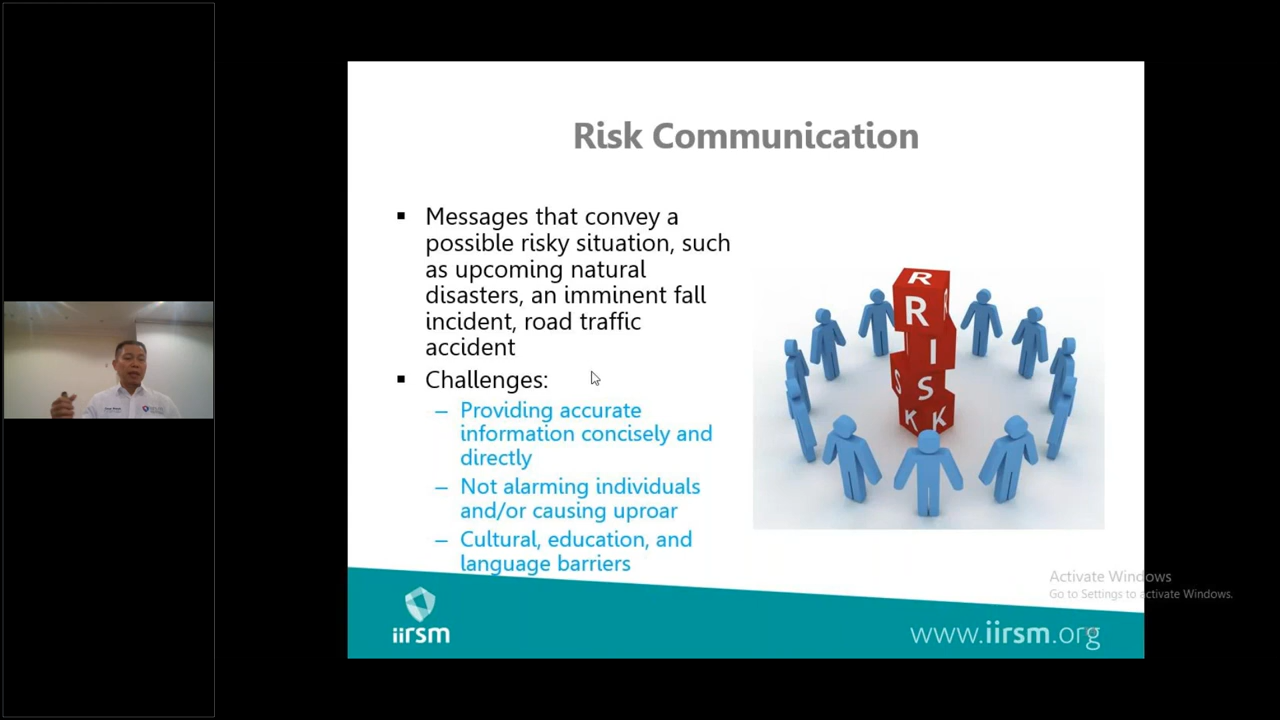 Risk Communication
Messages that convey a
possible risky situation, such
as upcoming natural
disasters, an imminent fall
incident, road traffic
accident
Challenges:
– Providing accurate
information concisely and
directly
– Not alarming individuals
and/or causing uproar
– Cultural, education, and
language barriers
R
R
I
S
S
K
K
Activate Windows
Go to Settings to activate Windows.
iirsm
www.iirsm.org